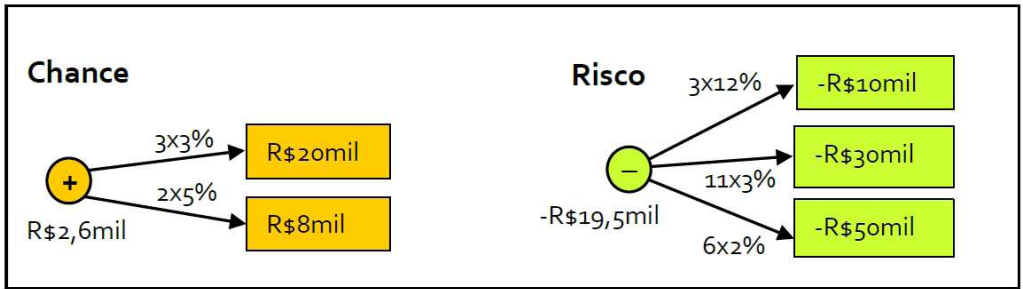 Chance
3x3%
R$20mil
+
2x5%
R$8mil
R$2,6mil
Risco
3x12%
-R$10mil
–
-R$30mil
11x3%
-R$19,5mil
-R$50mil
6x2%